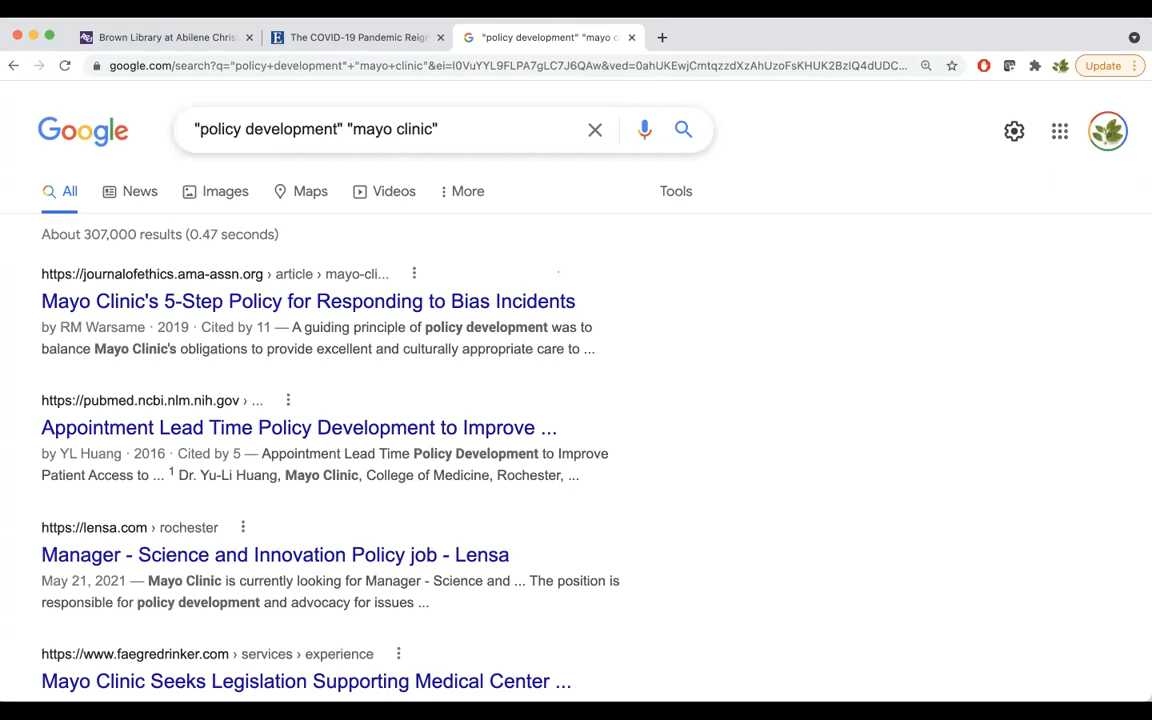 Brown Library at Abilene Chris
The COVID-19 Pandemic Reign
"policy development" "mayo c
google.com/search?q="policy+development"+"mayo+clinic"&ei=I0VuYYL9FLPA7gLC7J6QAw&ved=0ahUKEwjCmtqzzdXzAhUzoFsKHUK2BzIQ4dUDC...
Update
Google
"policy development" "mayo clinic"
All
News
Images
Maps
Videos
More
Tools
About 307,000 results (0.47 seconds)
https://journalofethics.ama-assn.org › article › mayo-cli...
Mayo Clinic's 5-Step Policy for Responding to Bias Incidents
by RM Warsame · 2019 · Cited by 11 — A guiding principle of policy development was to
balance Mayo Clinic's obligations to provide excellent and culturally appropriate care to ...
https://pubmed.ncbi.nlm.nih.gov › ...
Appointment Lead Time Policy Development to Improve ...
by YL Huang · 2016 · Cited by 5 — Appointment Lead Time Policy Development to Improve
Patient Access to ... 1 Dr. Yu-Li Huang, Mayo Clinic, College of Medicine, Rochester, ...
https://lensa.com › rochester
Manager - Science and Innovation Policy job - Lensa
May 21, 2021 — Mayo Clinic is currently looking for Manager - Science and ... The position is
responsible for policy development and advocacy for issues ...
https://www.faegredrinker.com › services › experience
Mayo Clinic Seeks Legislation Supporting Medical Center ...